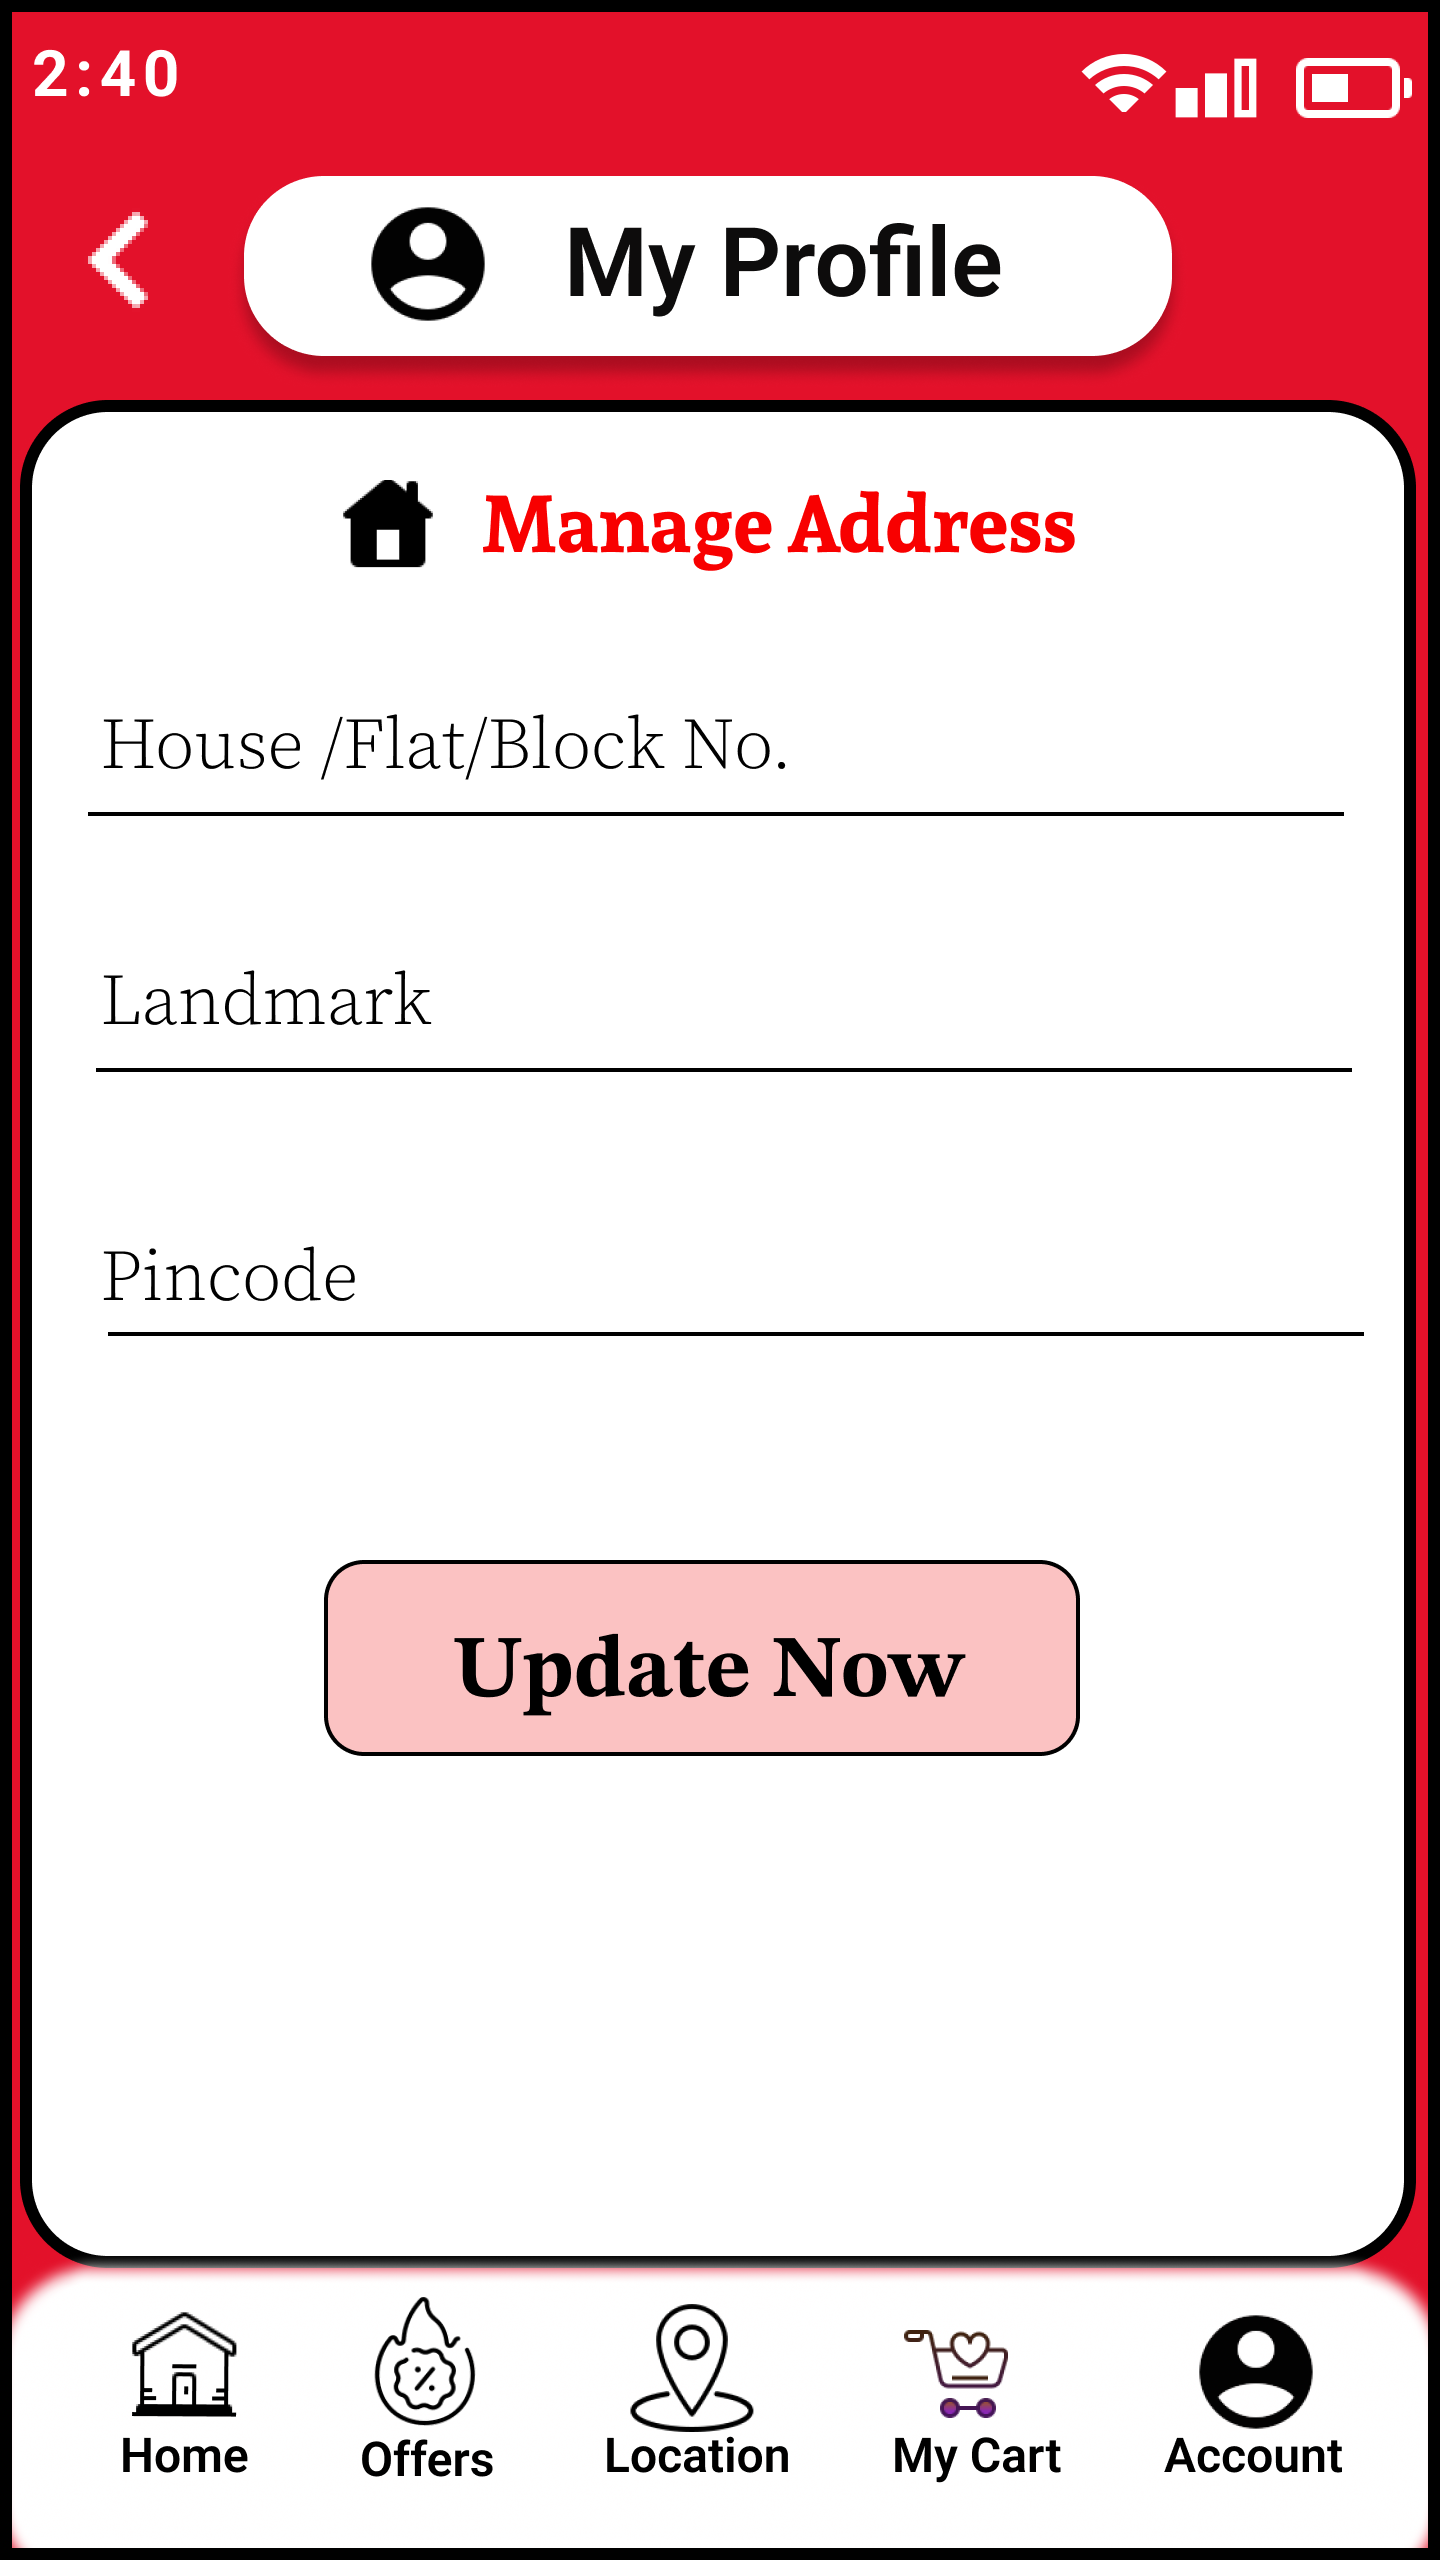 2:40
My Profile
Manage Address
House /Flat/Block No.
Landmark
Pincode
Update Now
Home
Offers
Location
My Cart
Account